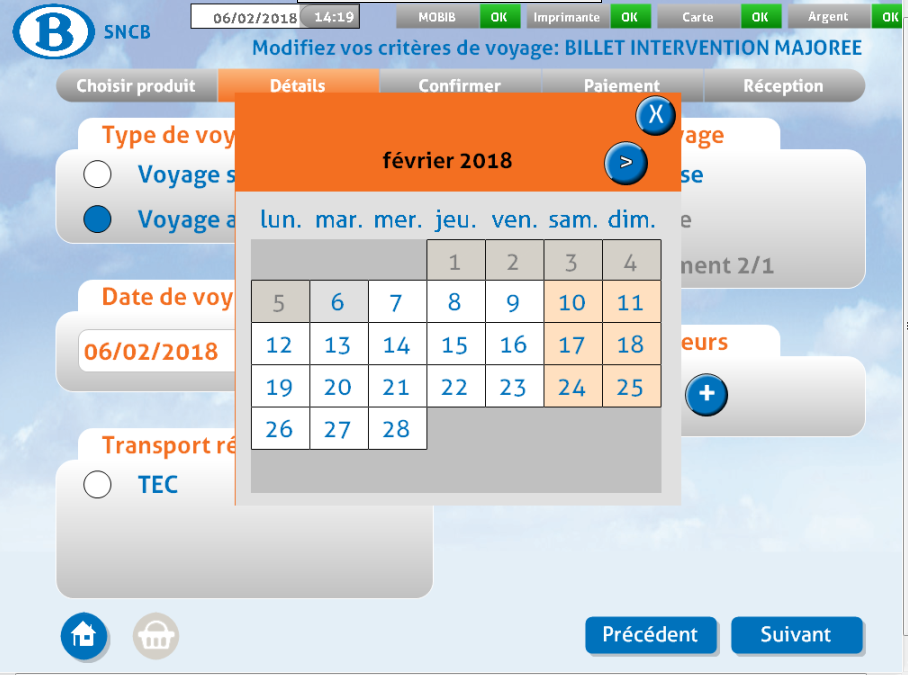 06/02/2018 14:19 MOBIB OK Imprimante OK Carte OK Argent OK
B SNCB
Modifiez vos critères de voyage: BILLET INTERVENTION MAJOREE
Choisir produit Détails Confirmer Paiement Réception
X
Type de voy
yage
février 2018 >
Voyage s
se
Voyage a
e
lun. mar. mer. jeu. ven. sam. dim.
1 2 3 4
ment 2/1
Date de voy
5 6 7 8 9 10 11
06/02/2018
12 13 14 15 16 17 18
eurs
19 20 21 22 23 24 25
+
26 27 28
Transport ré
TEC
Précédent Suivant